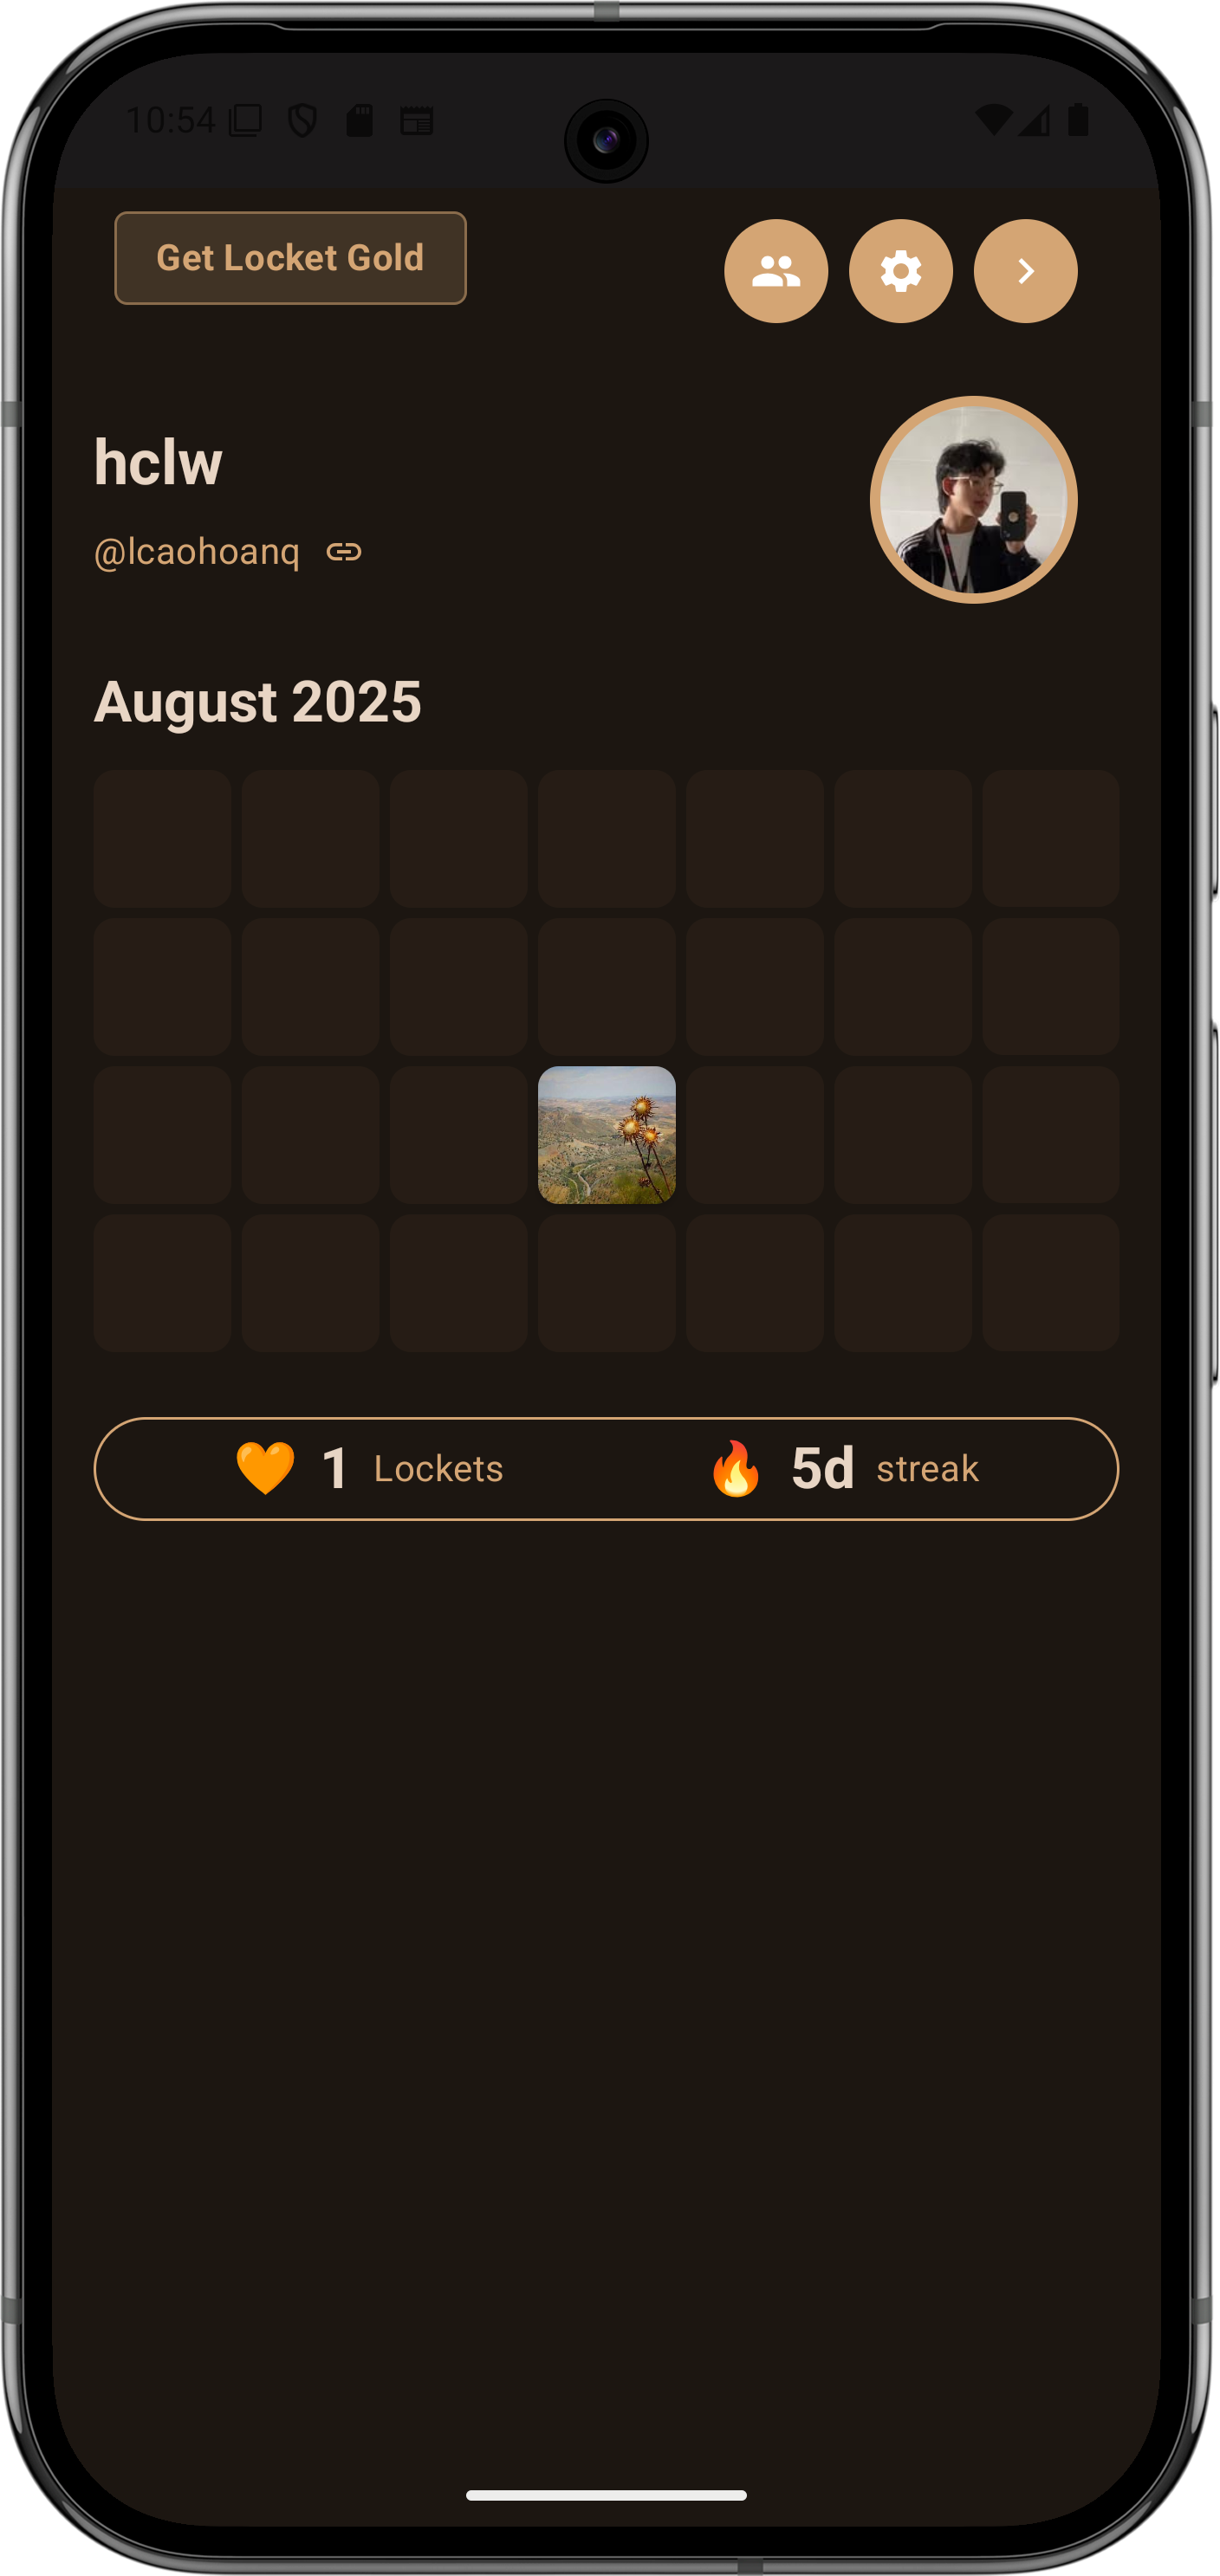 10:54
Get Locket Gold
hclw
@lcaohoanq
August 2025
🧡 1 Lockets 🔥 5d streak